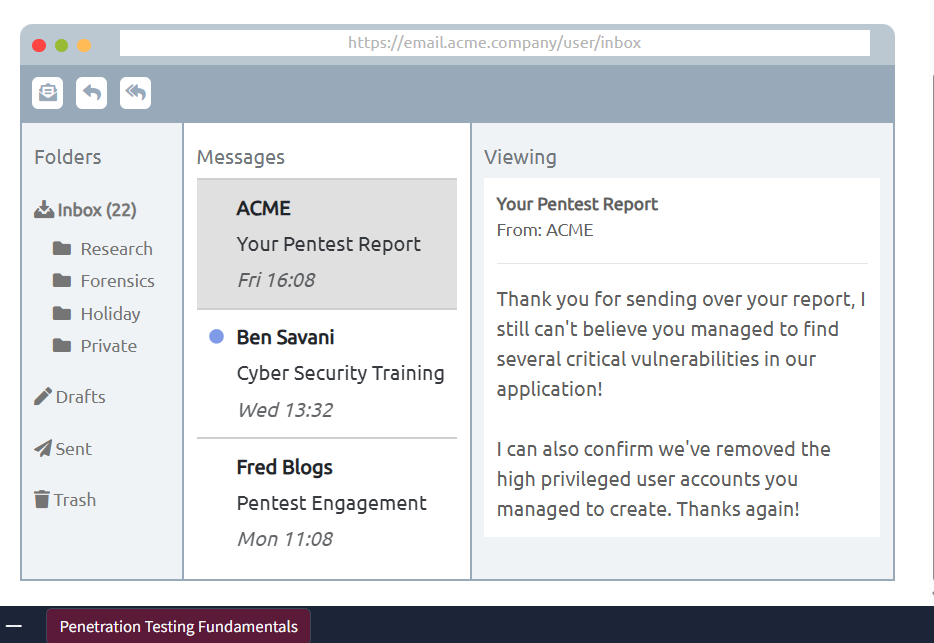 https://email.acme.company/user/inbox
Folders
Inbox (22)
Research
Forensics
Holiday
Private
Drafts
Sent
Trash
Messages
ACME
Your Pentest Report
Fri 16:08
Ben Savani
Cyber Security Training
Wed 13:32
Fred Blogs
Pentest Engagement
Mon 11:08
Viewing
Your Pentest Report
From: ACME
Thank you for sending over your report, I
still can't believe you managed to find
several critical vulnerabilities in our
application!
I can also confirm we've removed the
high privileged user accounts you
managed to create. Thanks again!
Penetration Testing Fundamentals